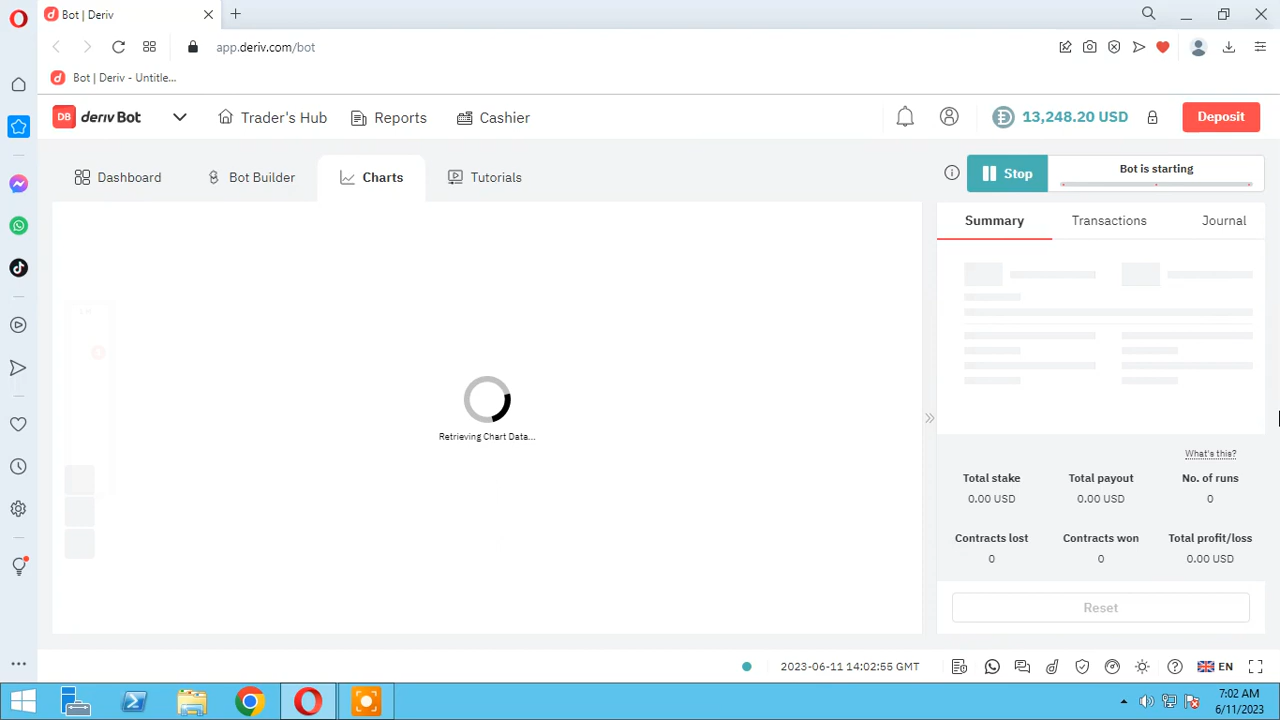 Bot | Deriv
app.deriv.com/bot
Bot | Deriv - Untitle...
DB deriv Bot
Trader's Hub
Reports
Cashier
13,248.20 USD
Deposit
Dashboard
Bot Builder
Charts
Tutorials
Stop
Bot is starting
Summary
Transactions
Journal
Retrieving Chart Data...
What's this?
Total stake
Total payout
No. of runs
0.00 USD
0.00 USD
0
Contracts lost
Contracts won
Total profit/loss
0
0
0.00 USD
Reset
2023-06-11 14:02:55 GMT
EN
7:02 AM
6/11/2023